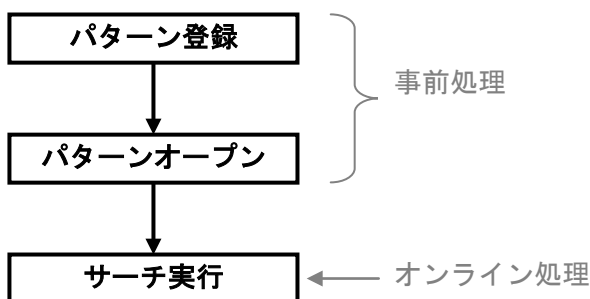 パターン登録
事前処理
パターンオープン
サーチ実行
オンライン処理